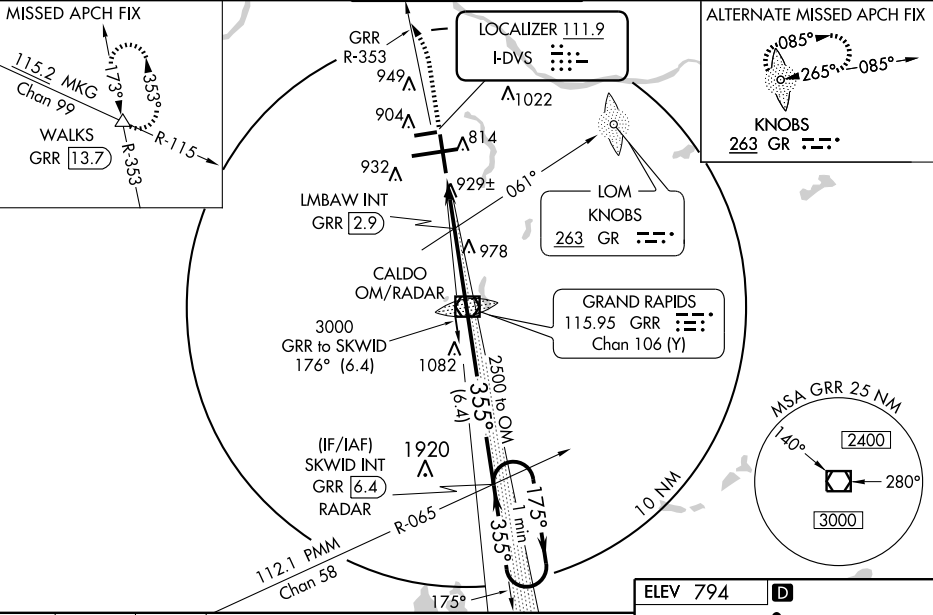 MISSED APCH FIX
115.2 MKG
Chan 99
173°
353°
WALKS
GRR 13.7
R-115
R-353
GRR
R-353
LOCALIZER 111.9
I-DVS
949
904
1022
814
932
929±
061°
LMBAW INT
GRR 2.9
978
LOM
KNOBS
263 GR
CALDO
OM/RADAR
GRAND RAPIDS
115.95 GRR
Chan 106 (Y)
3000
GRR to SKWID
176° (6.4)
1082
(6.4)
355°
2500 to OM
(IF/IAF)
SKWID INT
GRR 6.4
RADAR
1920
R-065
112.1 PMM
Chan 58
175°
1 min
355°
175°
10 NM
ALTERNATE MISSED APCH FIX
085°
265°
085°
KNOBS
263 GR
MSA GRR 25 NM
140°
2400
280°
3000
ELEV 794 D